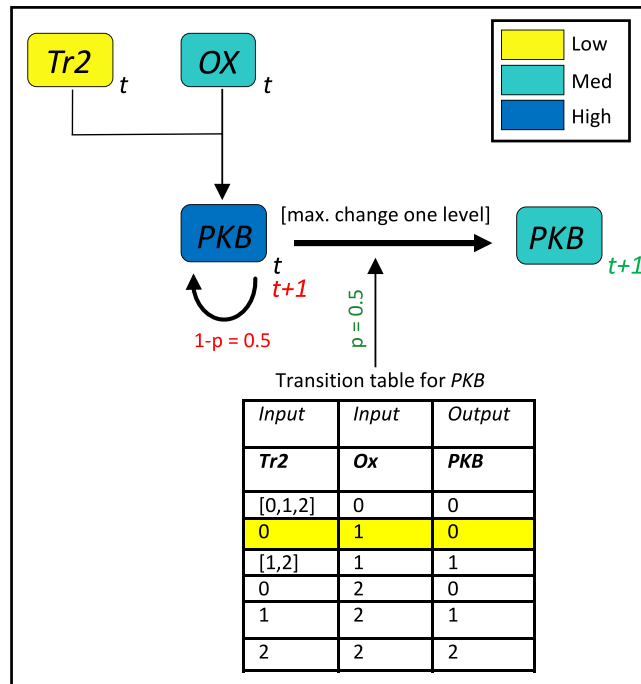 Tr2 t OX t
Low
Med
High
PKB t
t+1
[max. change one level]
PKB t+1
1-p = 0.5
p = 0.5
Transition table for PKB
Input Input Output
Tr2 Ox PKB
[0,1,2] 0 0
0 1 0
[1,2] 1 1
0 2 0
1 2 1
2 2 2